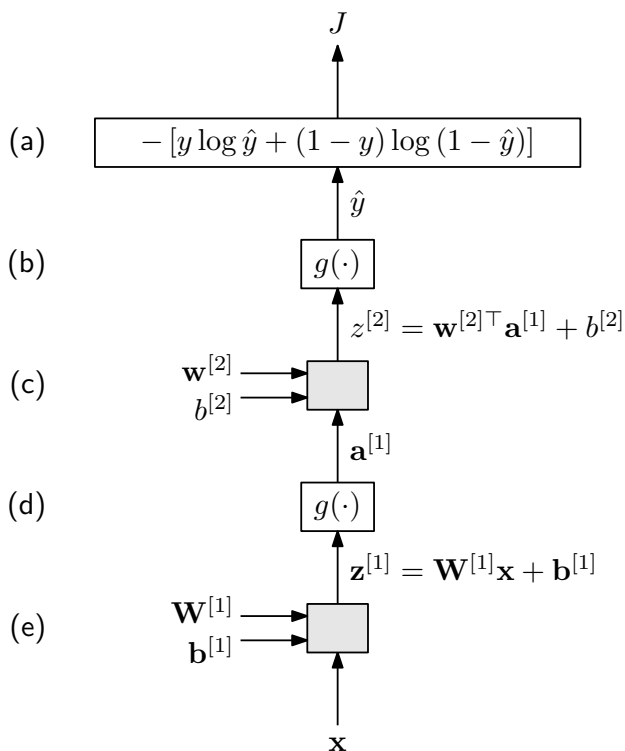 J
(a) − [y log ŷ + (1 − y) log (1 − ŷ)]
ŷ
(b) g(·)
z^{[2]} = w^{[2]⊤}a^{[1]} + b^{[2]}
w^{[2]}
(c)
b^{[2]}
a^{[1]}
(d) g(·)
z^{[1]} = W^{[1]}x + b^{[1]}
W^{[1]}
(e)
b^{[1]}
x